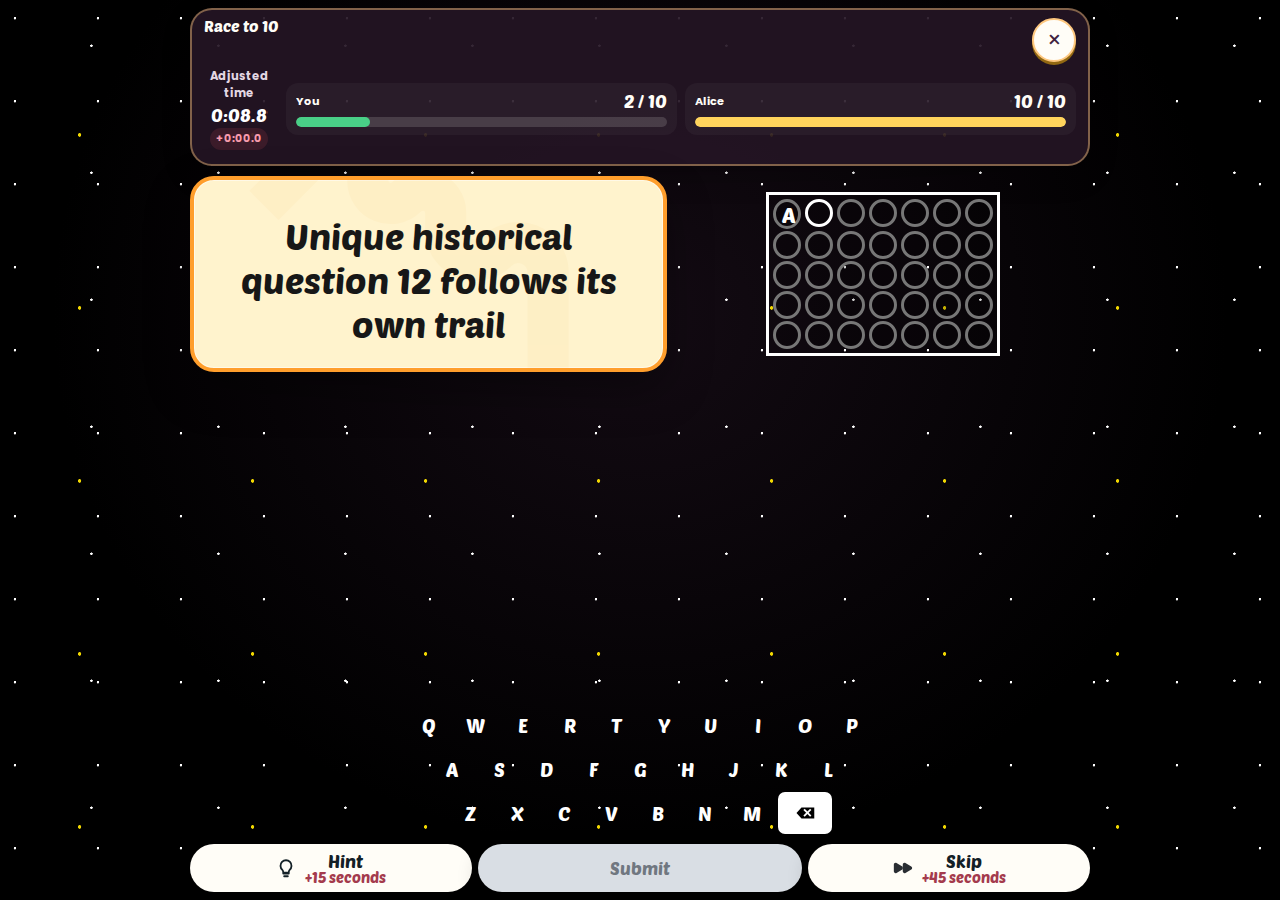 Race to 10
Adjusted
time
0:08.8
+0:00.0
You
2 / 10
Alice
10 / 10
Unique historical
question 12 follows its
own trail
A
Q W E R T Y U I O P
A S D F G H J K L
Z X C V B N M
Hint
+15 seconds
Submit
Skip
+45 seconds